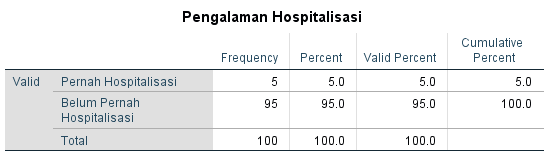 Pengalaman Hospitalisasi
Frequency Percent Valid Percent Cumulative Percent
Valid Pernah Hospitalisasi 5 5.0 5.0 5.0
Belum Pernah Hospitalisasi 95 95.0 95.0 100.0
Total 100 100.0 100.0